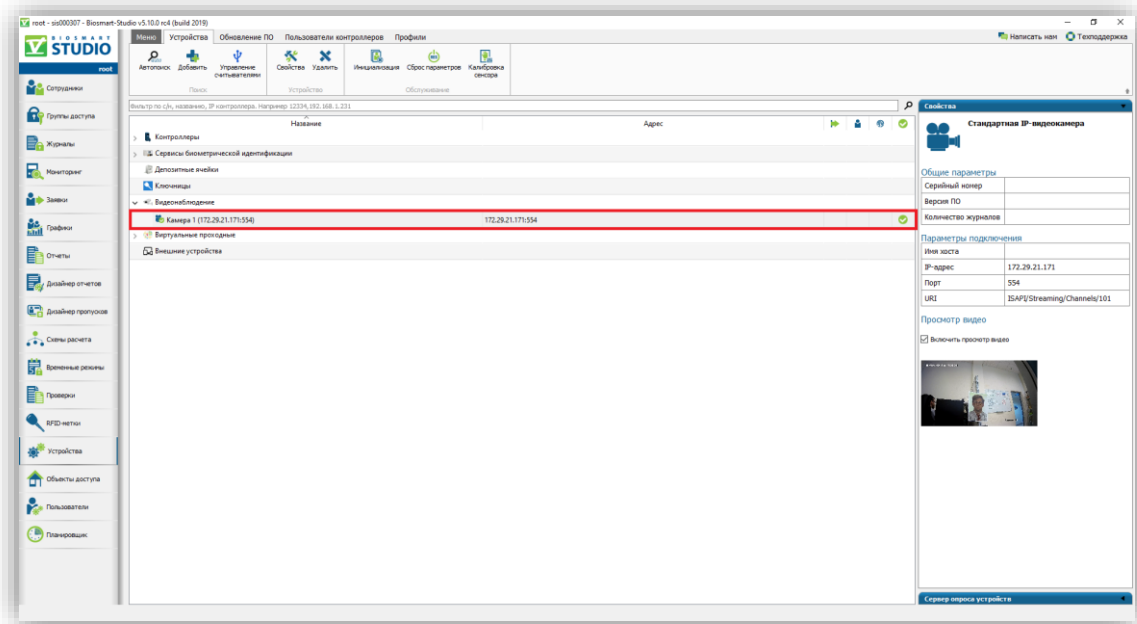 root - sis000307 - Biosmart-Studio v5.10.0 rc4 (build 2019)
BIOSMART
STUDIO
root
Меню Устройства Обновление ПО Пользователи контроллеров Профили
Написать нам Техподдержка
Автопоиск Добавить Управление считывателями Свойства Удалить Инициализация Сброс параметров Калибровка сенсора
Поиск Устройство Обслуживание
Сотрудники
Группы доступа
Журналы
Мониторинг
Заявки
Графики
Отчеты
Дизайнер отчетов
Дизайнер пропусков
Схемы расчета
Временные режимы
Проверки
RFID-метки
Устройства
Объекты доступа
Пользователи
Планировщик
Фильтр по с/н, названию, IP контроллера. Например 12334,192.168.1.231
Название Адрес
Контроллеры
Сервисы биометрической идентификации
Депозитные ячейки
Ключницы
Видеонаблюдение
Камера 1 (172.29.21.171:554) 172.29.21.171:554
Виртуальные проходные
Внешние устройства
Свойства
Стандартная IP-видеокамера
Общие параметры
Серийный номер
Версия ПО
Количество журналов
Параметры подключения
Имя хоста
IP-адрес 172.29.21.171
Порт 554
URI ISAPI/Streaming/Channels/101
Просмотр видео
Включить просмотр видео
Сервер опроса устройств